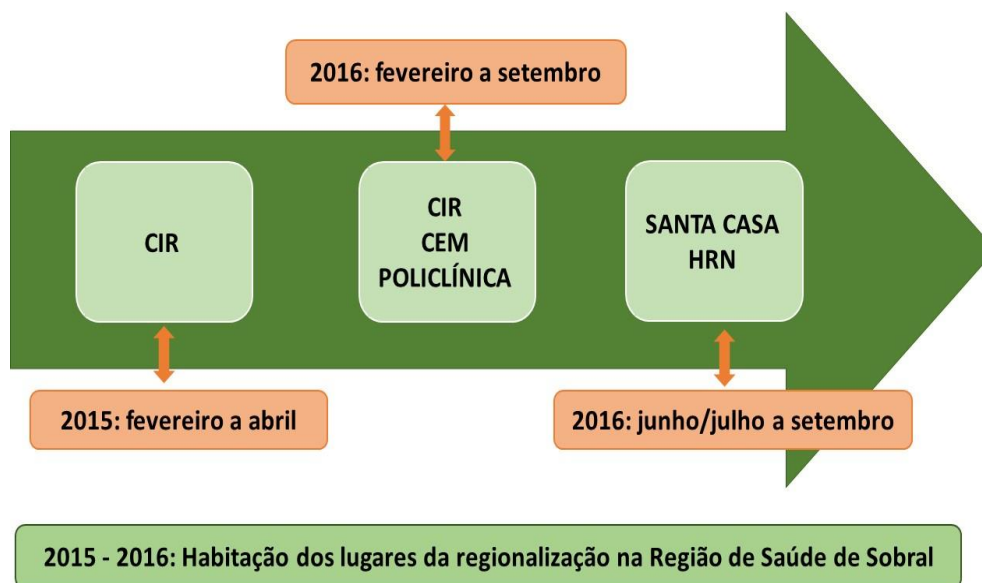 2016: fevereiro a setembro
CIR
CIR
CEM
POLICLÍNICA
SANTA CASA
HRN
2015: fevereiro a abril
2016: junho/julho a setembro
2015 - 2016: Habitação dos lugares da regionalização na Região de Saúde de Sobral